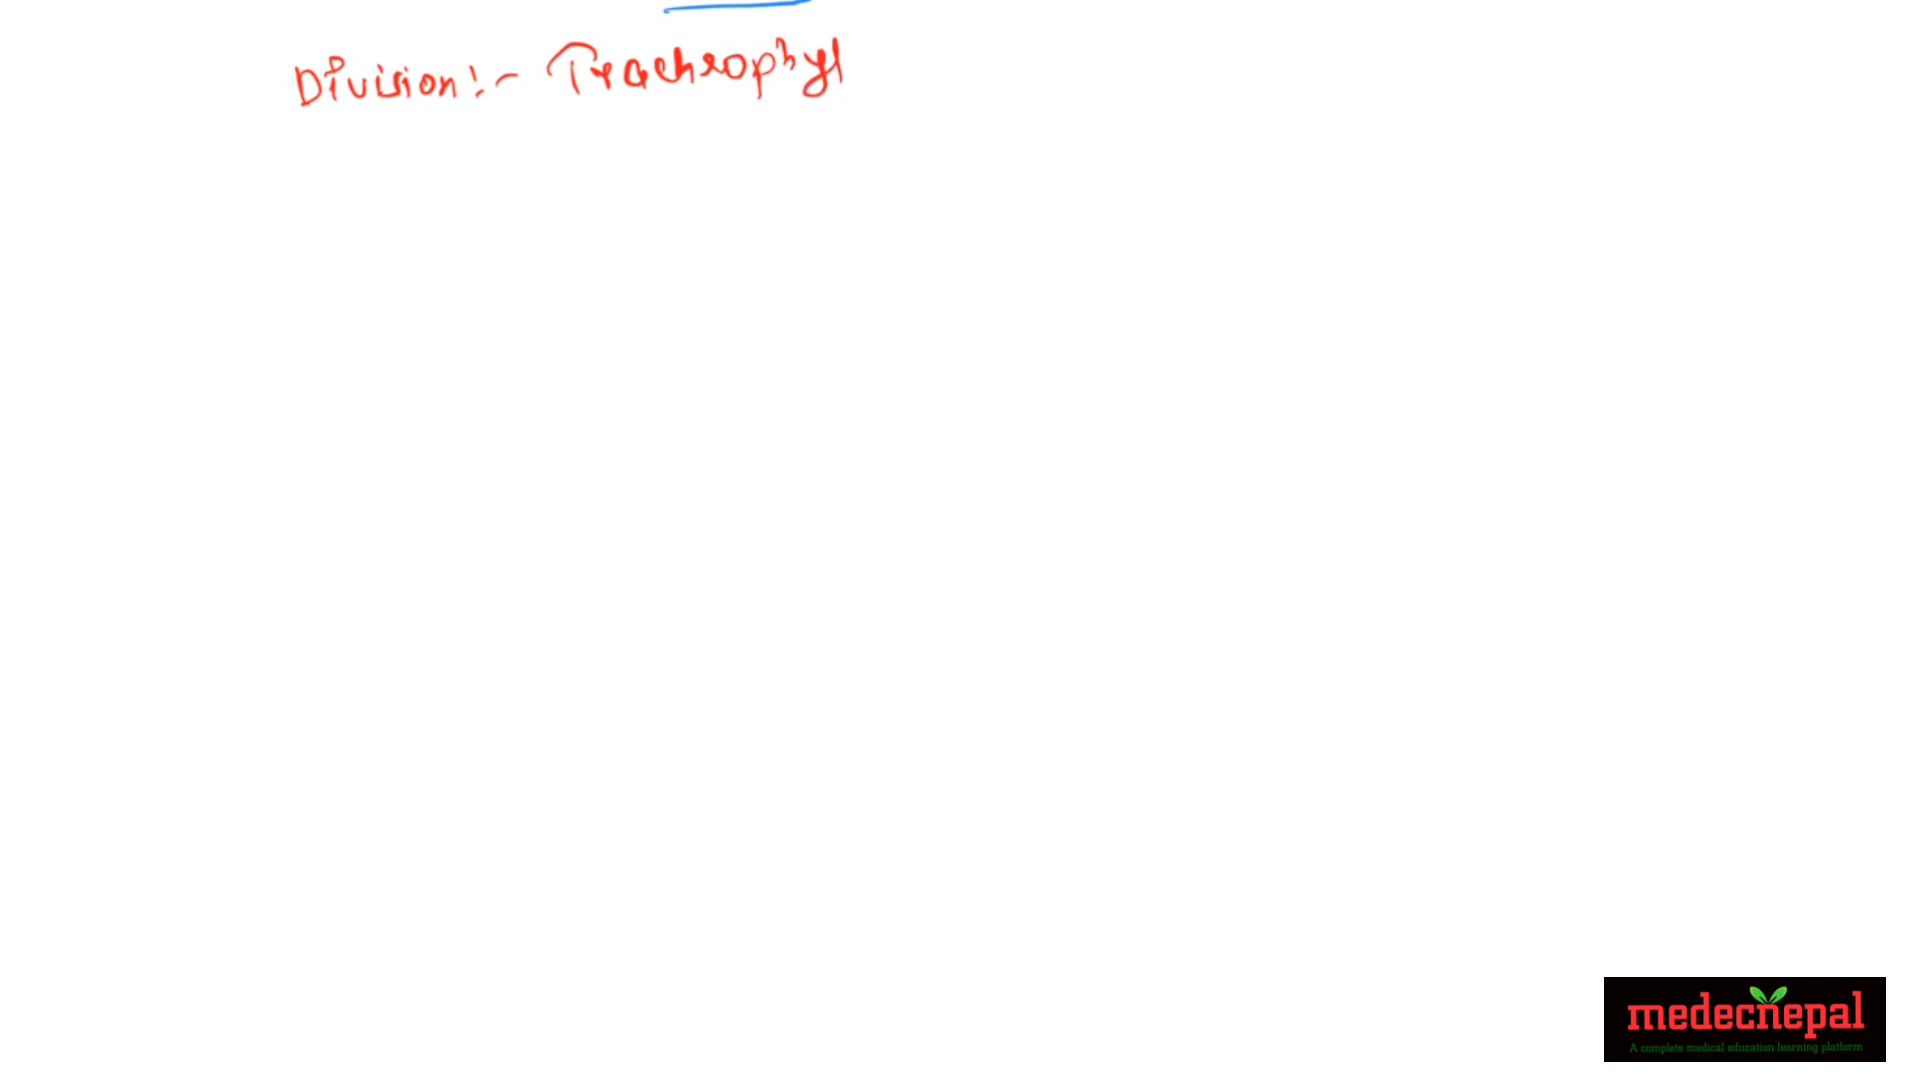 Division :- Tracheophyt
medecnepal
A complete medical education learning platform